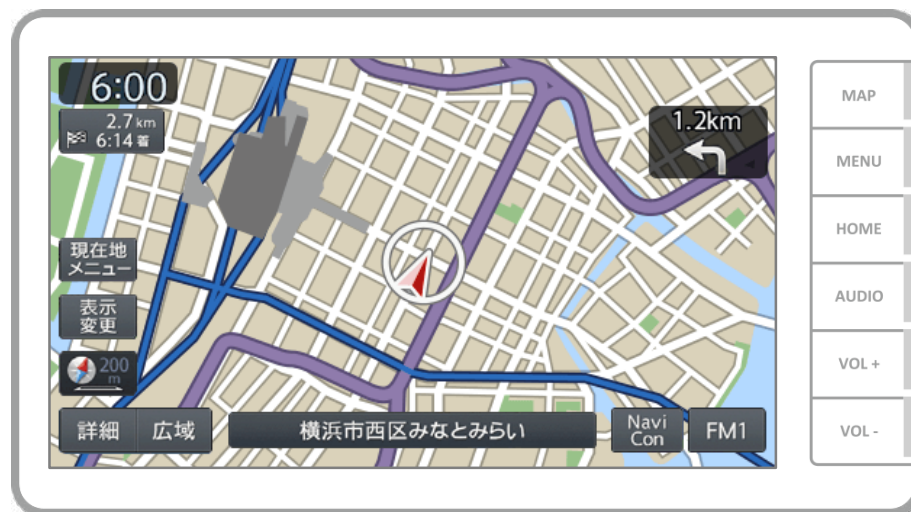 6:00
2.7km
6:14着
1.2km
現在地
メニュー
表示
変更
200
m
詳細
広域
横浜市西区みなとみらい
Navi
Con
FM1
MAP
MENU
HOME
AUDIO
VOL +
VOL -